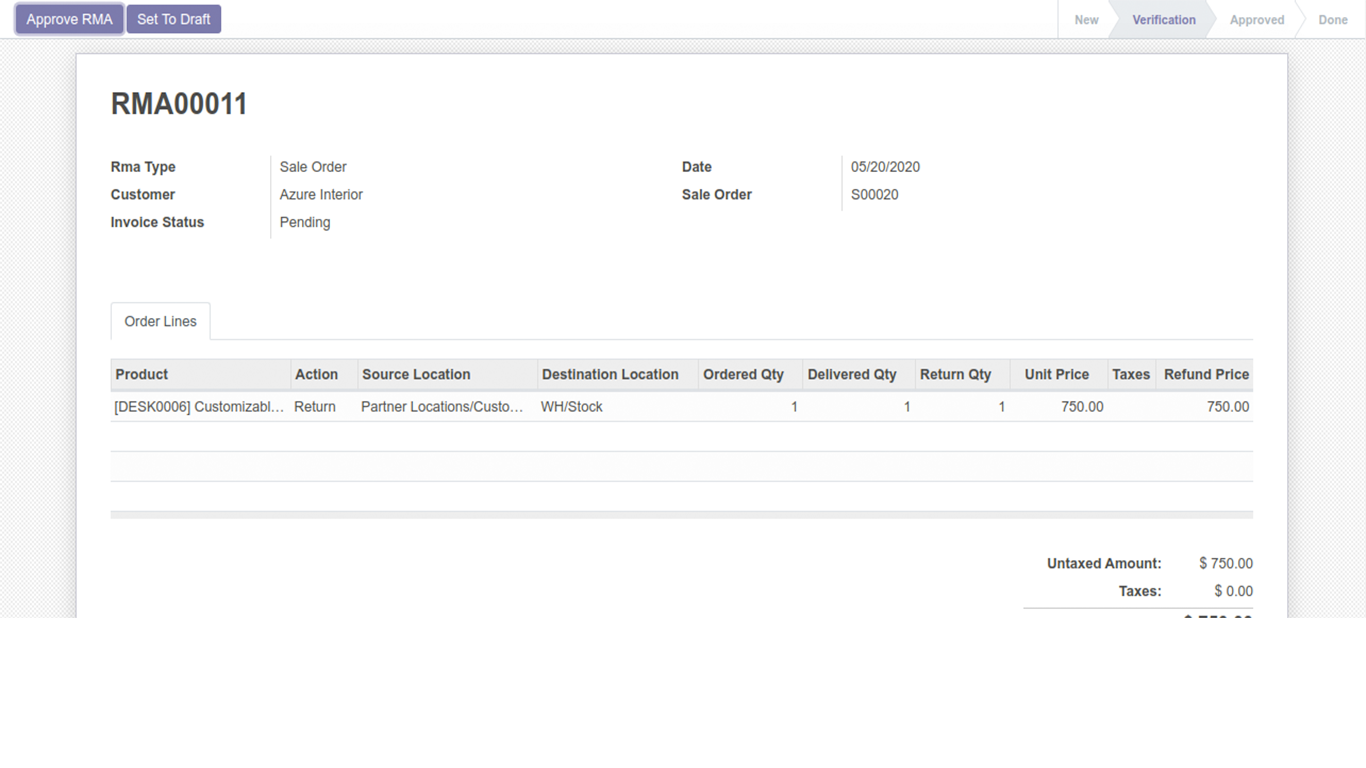 Approve RMA Set To Draft New Verification Approved Done
RMA00011
Rma Type Sale Order Date 05/20/2020
Customer Azure Interior Sale Order S00020
Invoice Status Pending
Order Lines
Product Action Source Location Destination Location Ordered Qty Delivered Qty Return Qty Unit Price Taxes Refund Price
[DESK0006] Customizabl... Return Partner Locations/Custo... WH/Stock 1 1 1 750.00 750.00
Untaxed Amount: $ 750.00
Taxes: $ 0.00